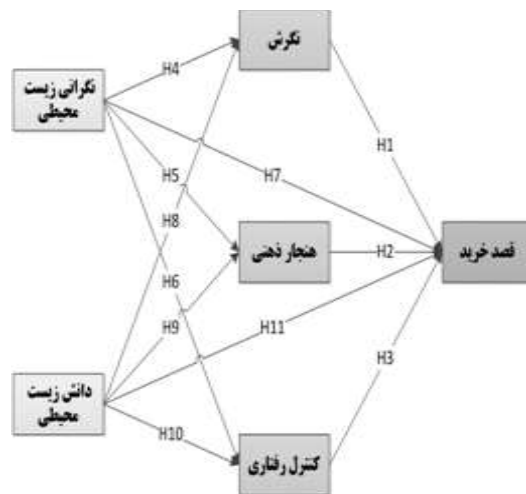 نگرش
H4
نگرانی زیست
محیطی
H1
H5
H7
H8
هنجار ذهنی
H2
قصد خرید
H6
H9
H11
H3
دانش زیست
محیطی
H10
کنترل رفتاری